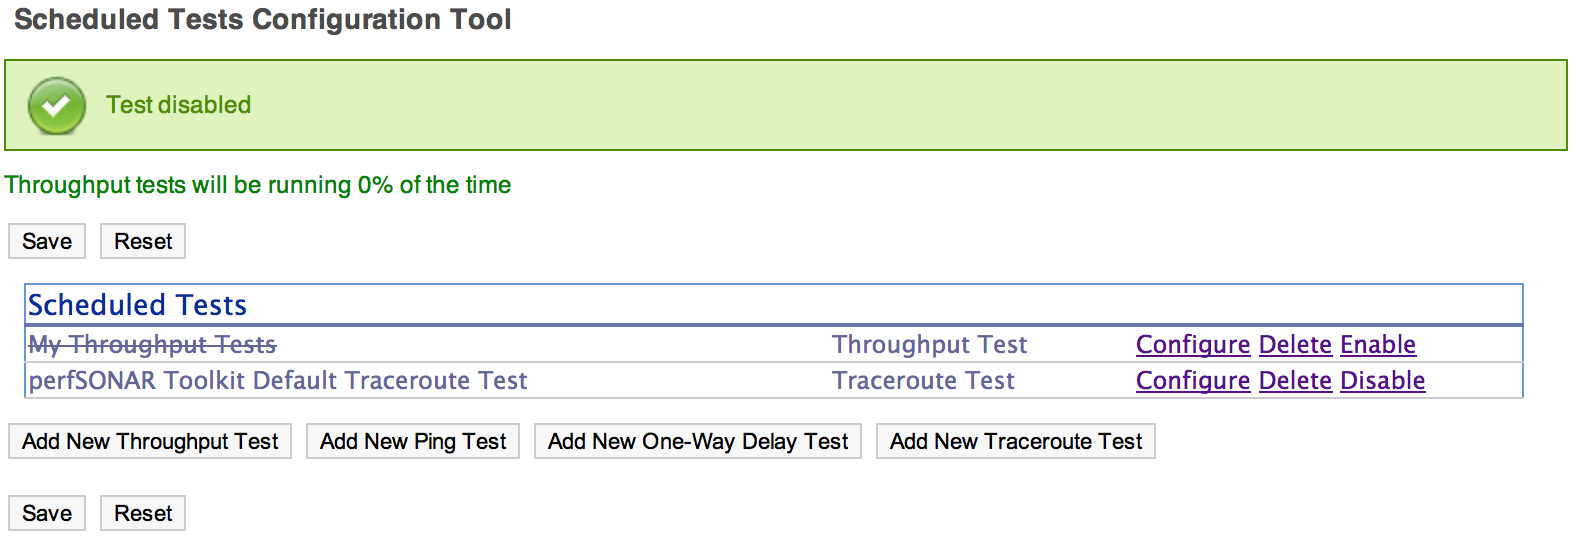 Scheduled Tests Configuration Tool
Test disabled
Throughput tests will be running 0% of the time
Save Reset
Scheduled Tests
My Throughput Tests Throughput Test Configure Delete Enable
perfSONAR Toolkit Default Traceroute Test Traceroute Test Configure Delete Disable
Add New Throughput Test Add New Ping Test Add New One-Way Delay Test Add New Traceroute Test
Save Reset